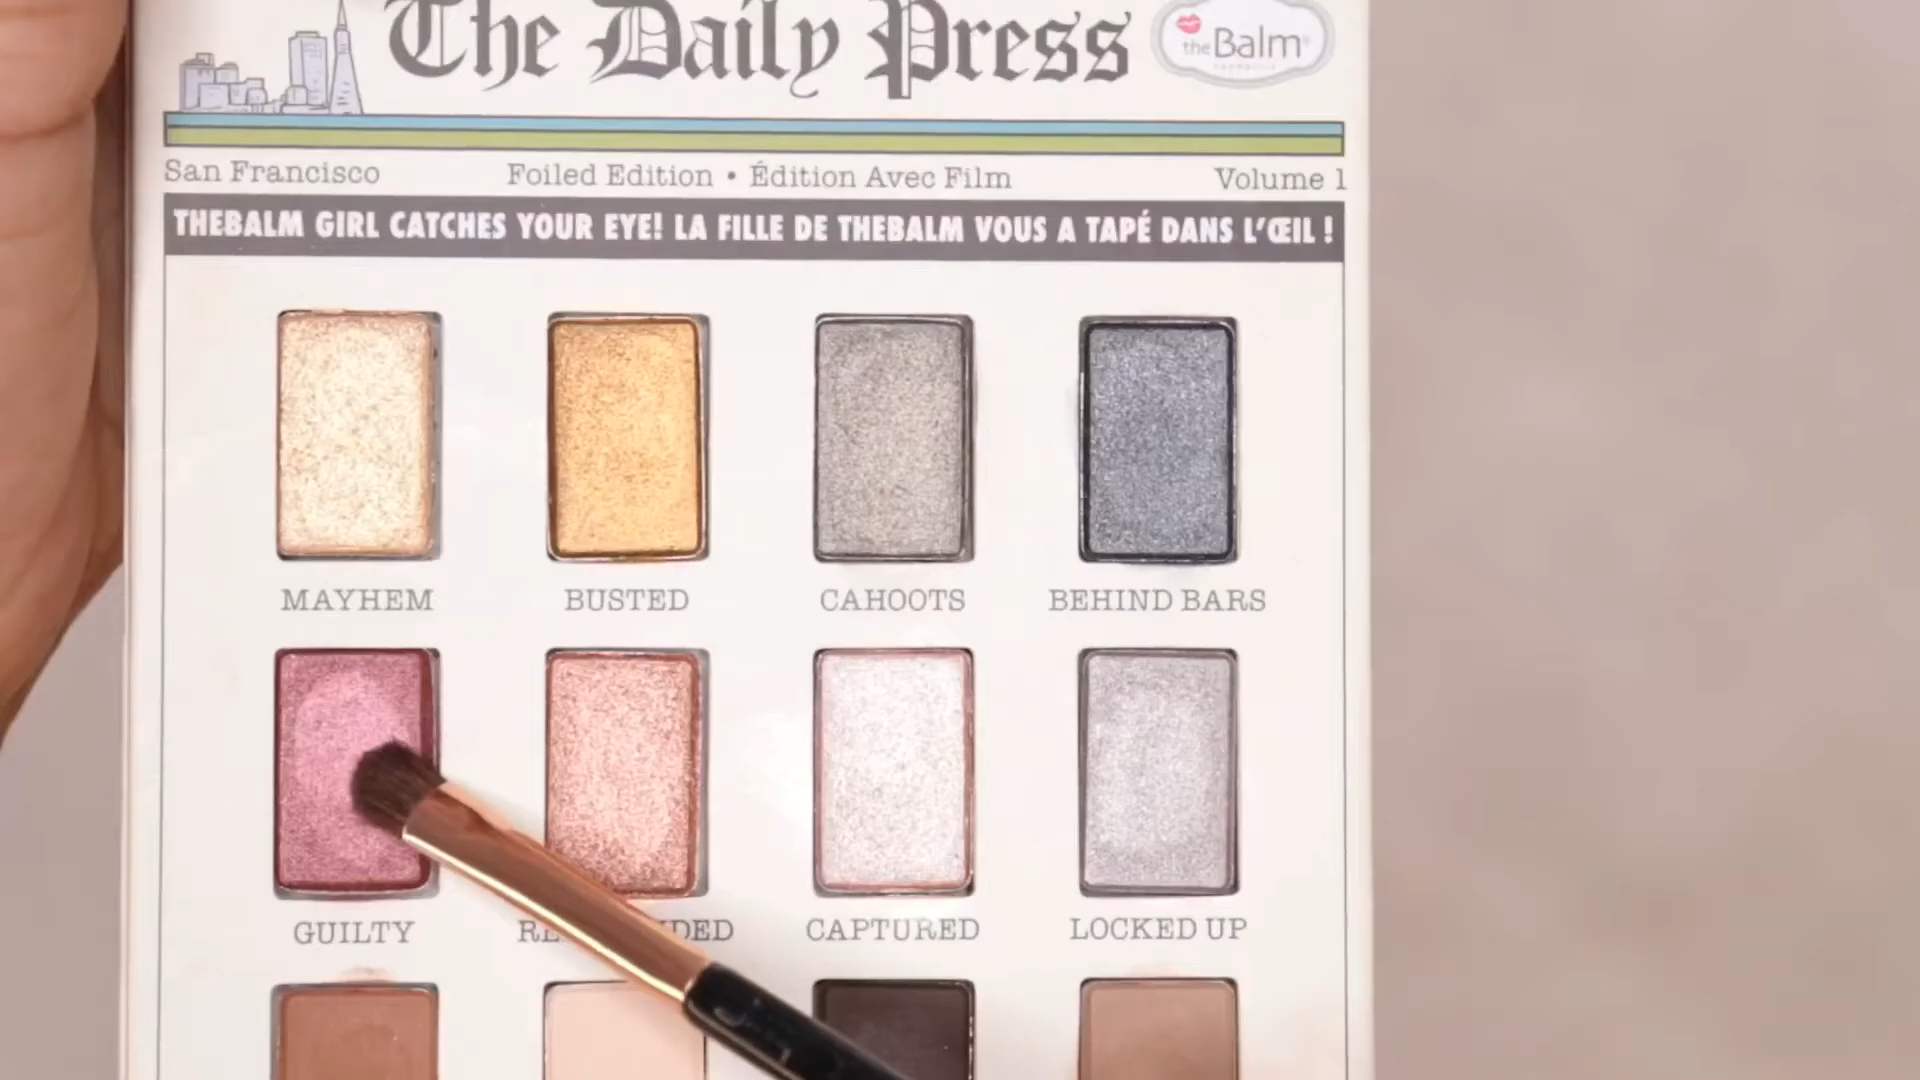 The Daily Press
theBalm
San Francisco Foiled Edition • Édition Avec Film Volume 1
THEBALM GIRL CATCHES YOUR EYE! LA FILLE DE THEBALM VOUS A TAPÉ DANS L'ŒIL !
MAYHEM BUSTED CAHOOTS BEHIND BARS
GUILTY CAPTURED LOCKED UP